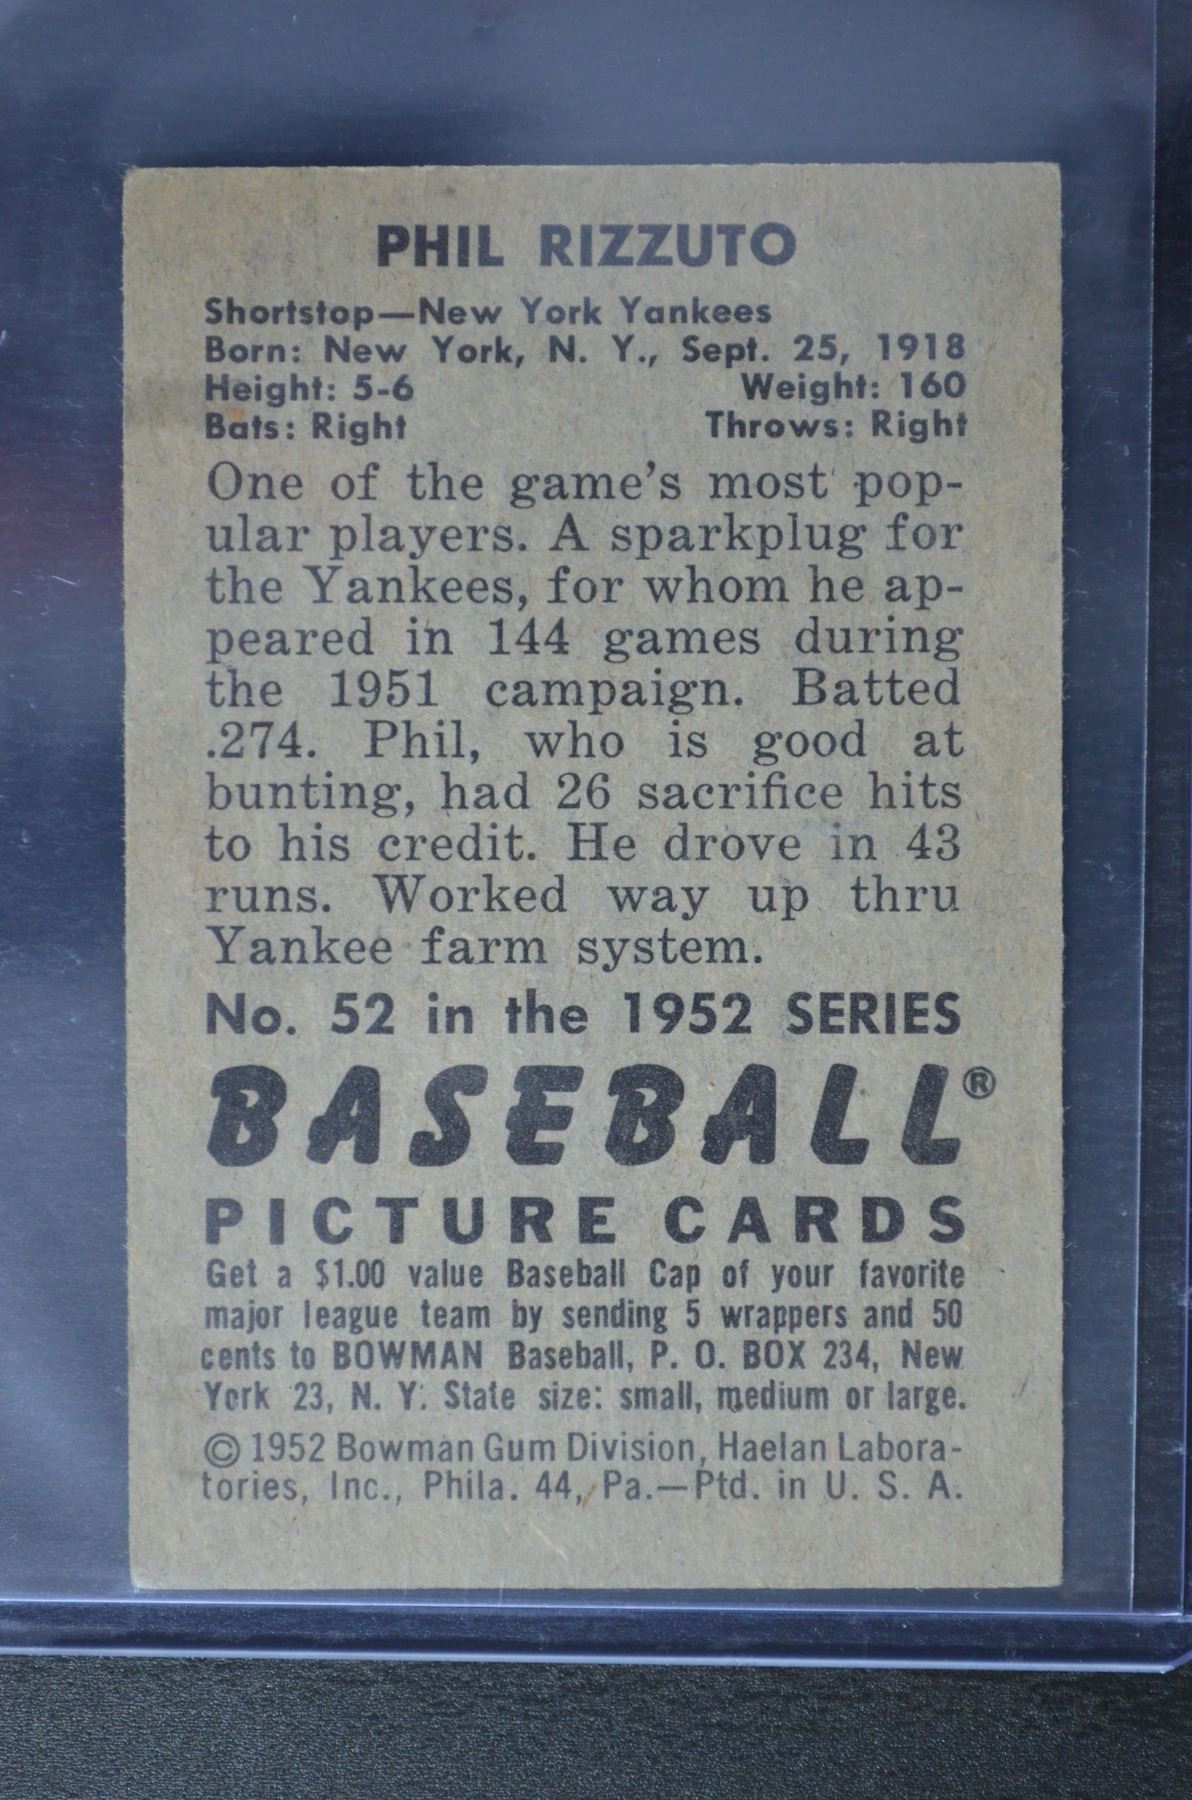 PHIL RIZZUTO
Shortstop—New York Yankees
Born: New York, N. Y., Sept. 25, 1918
Height: 5-6 Weight: 160
Bats: Right Throws: Right
One of the game's most pop-
ular players. A sparkplug for
the Yankees, for whom he ap-
peared in 144 games during
the 1951 campaign. Batted
.274. Phil, who is good at
bunting, had 26 sacrifice hits
to his credit. He drove in 43
runs. Worked way up thru
Yankee farm system.
No. 52 in the 1952 SERIES
BASEBALL®
PICTURE CARDS
Get a $1.00 value Baseball Cap of your favorite
major league team by sending 5 wrappers and 50
cents to BOWMAN Baseball, P. O. BOX 234, New
York 23, N. Y. State size: small, medium or large.
© 1952 Bowman Gum Division, Haelan Labora-
tories, Inc., Phila. 44, Pa.—Ptd. in U. S. A.